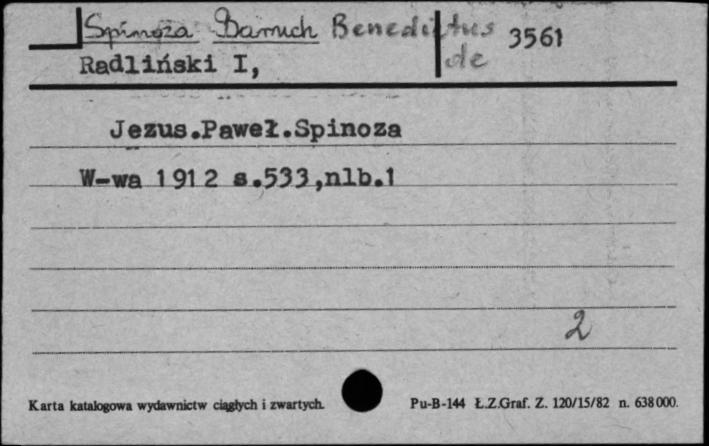 Spinoza Baruch Benedictus de 3561
Radliński I,
Jezus.Paweł.Spinoza
W-wa 1912 s.533,nlb.1
2
Karta katalogowa wydawnictw ciągłych i zwartych. Pu-B-144 Ł.Z.Graf. Z. 120/15/82 n. 638000.